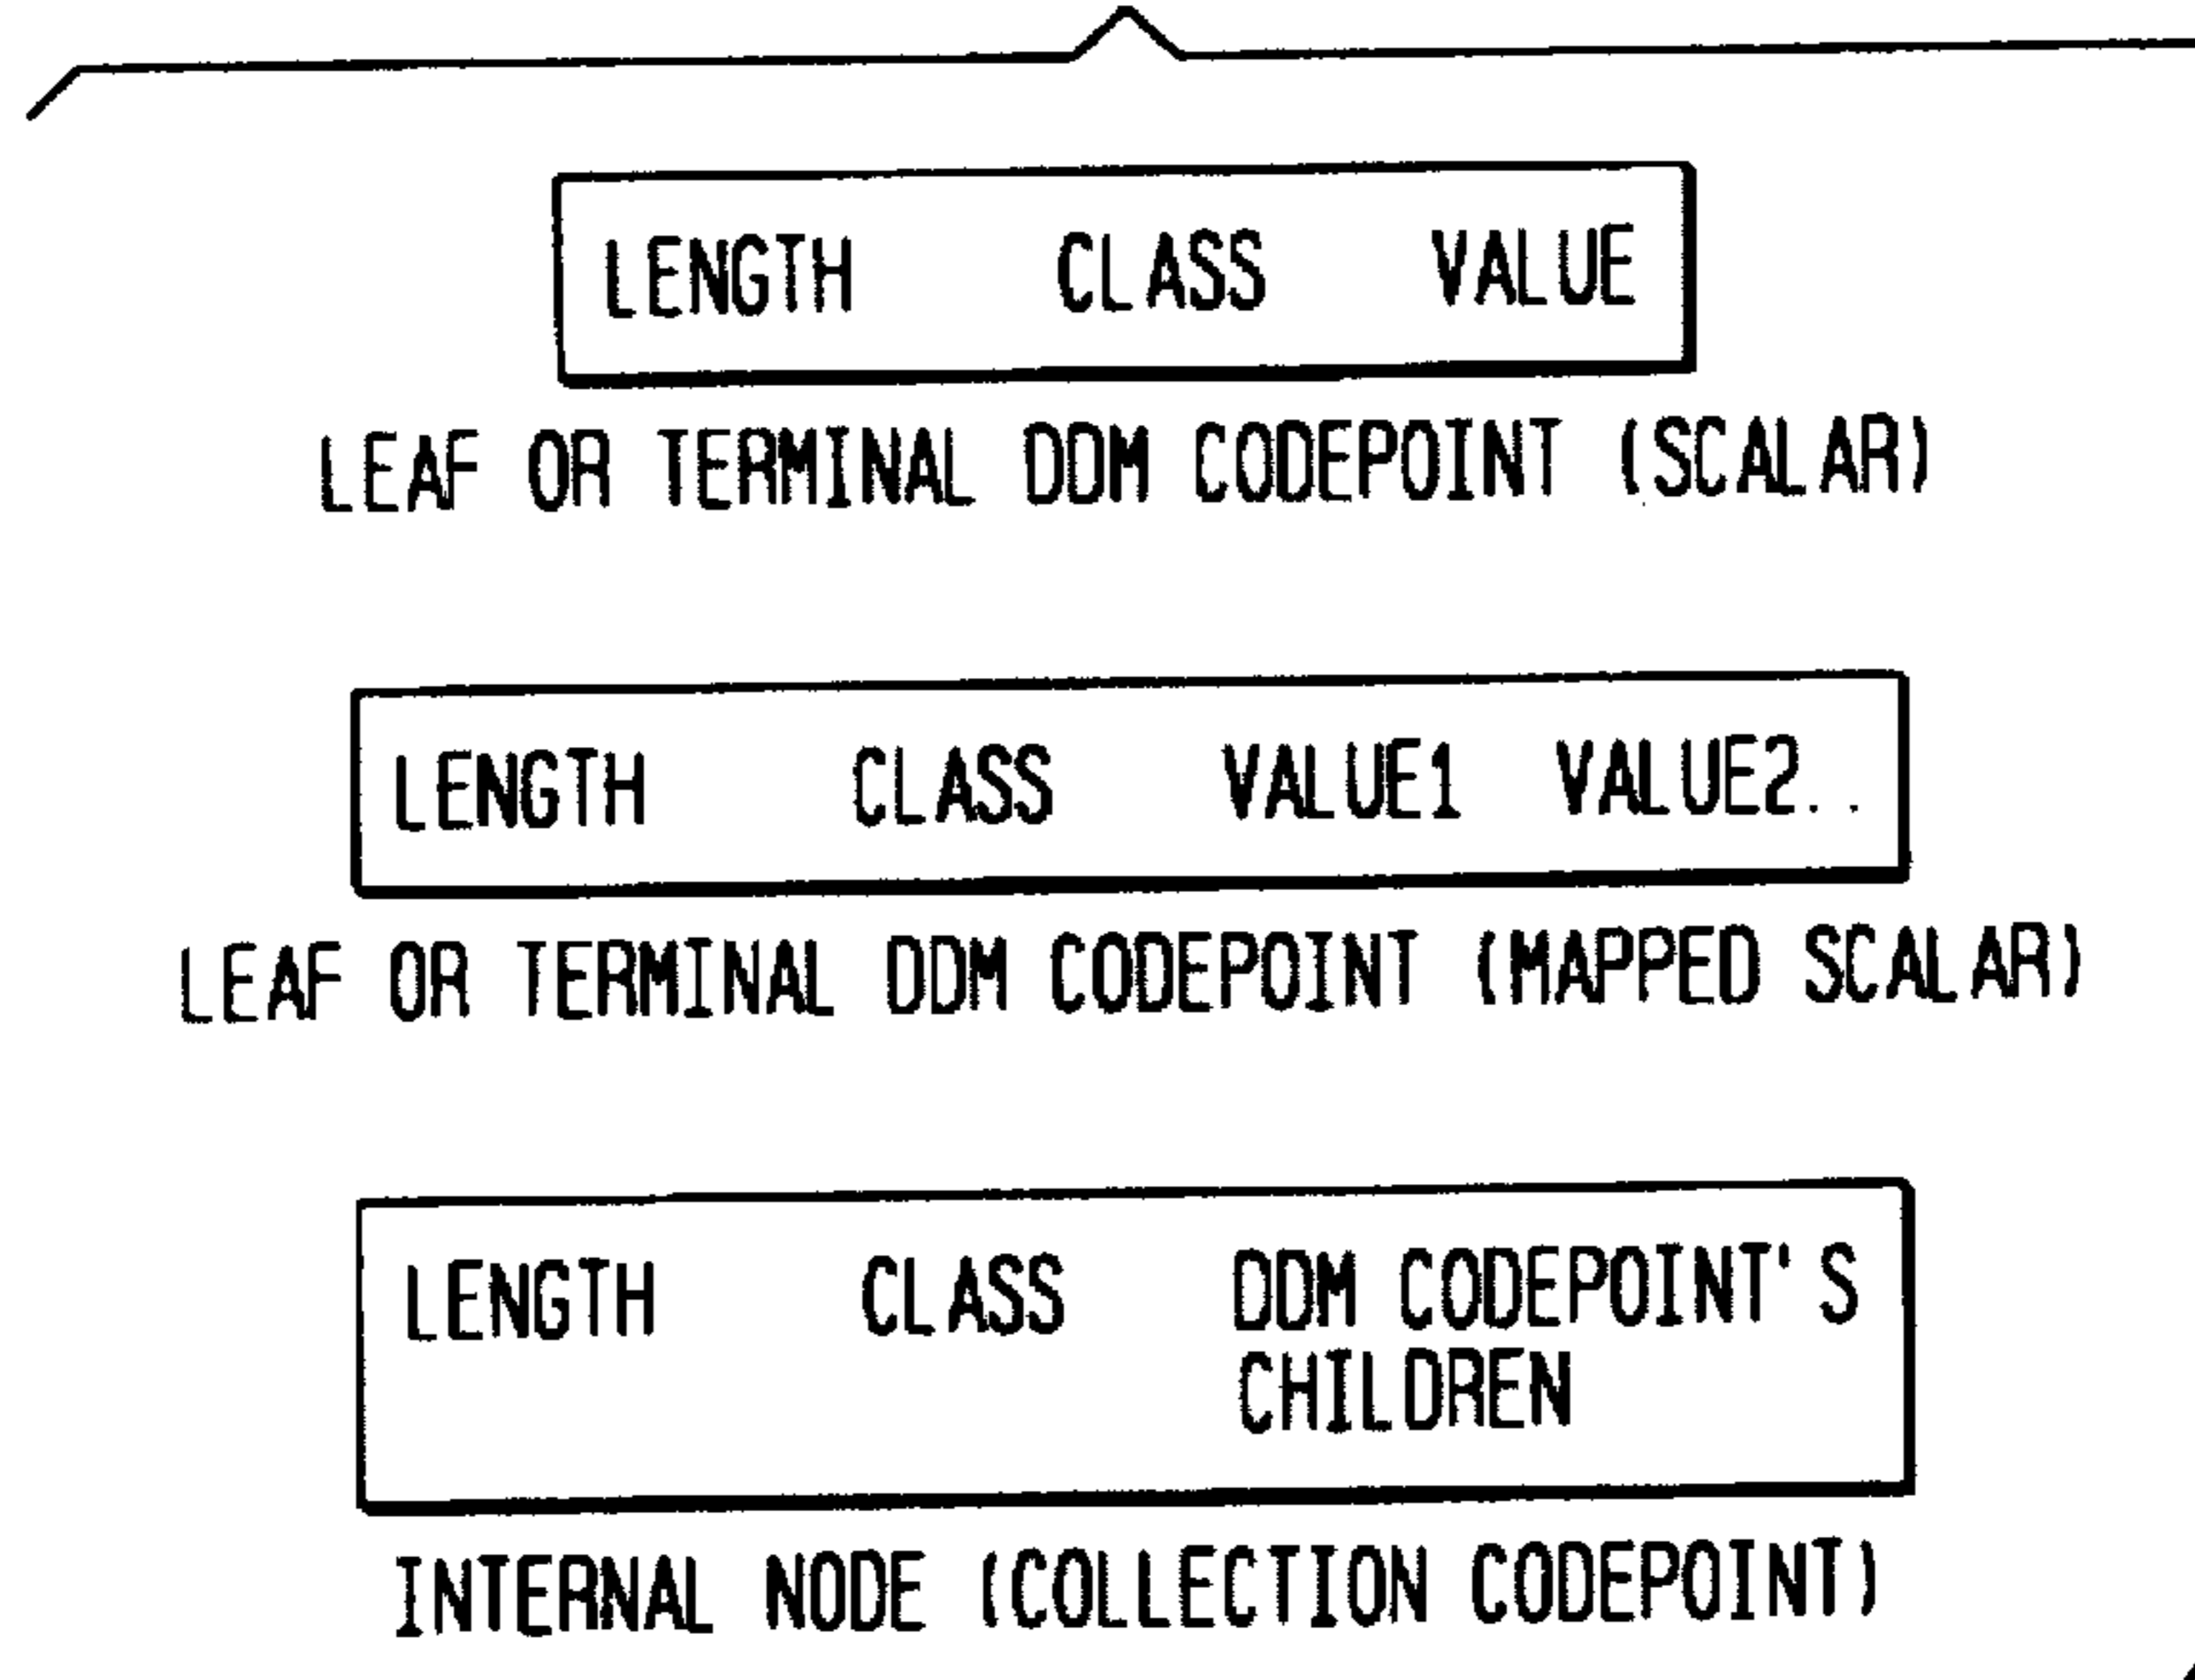 LENGTH CLASS VALUE
LEAF OR TERMINAL DDM CODEPOINT (SCALAR)
LENGTH CLASS VALUE1 VALUE2..
LEAF OR TERMINAL DDM CODEPOINT (MAPPED SCALAR)
LENGTH CLASS DDM CODEPOINT'S
CHILDREN
INTERNAL NODE (COLLECTION CODEPOINT)